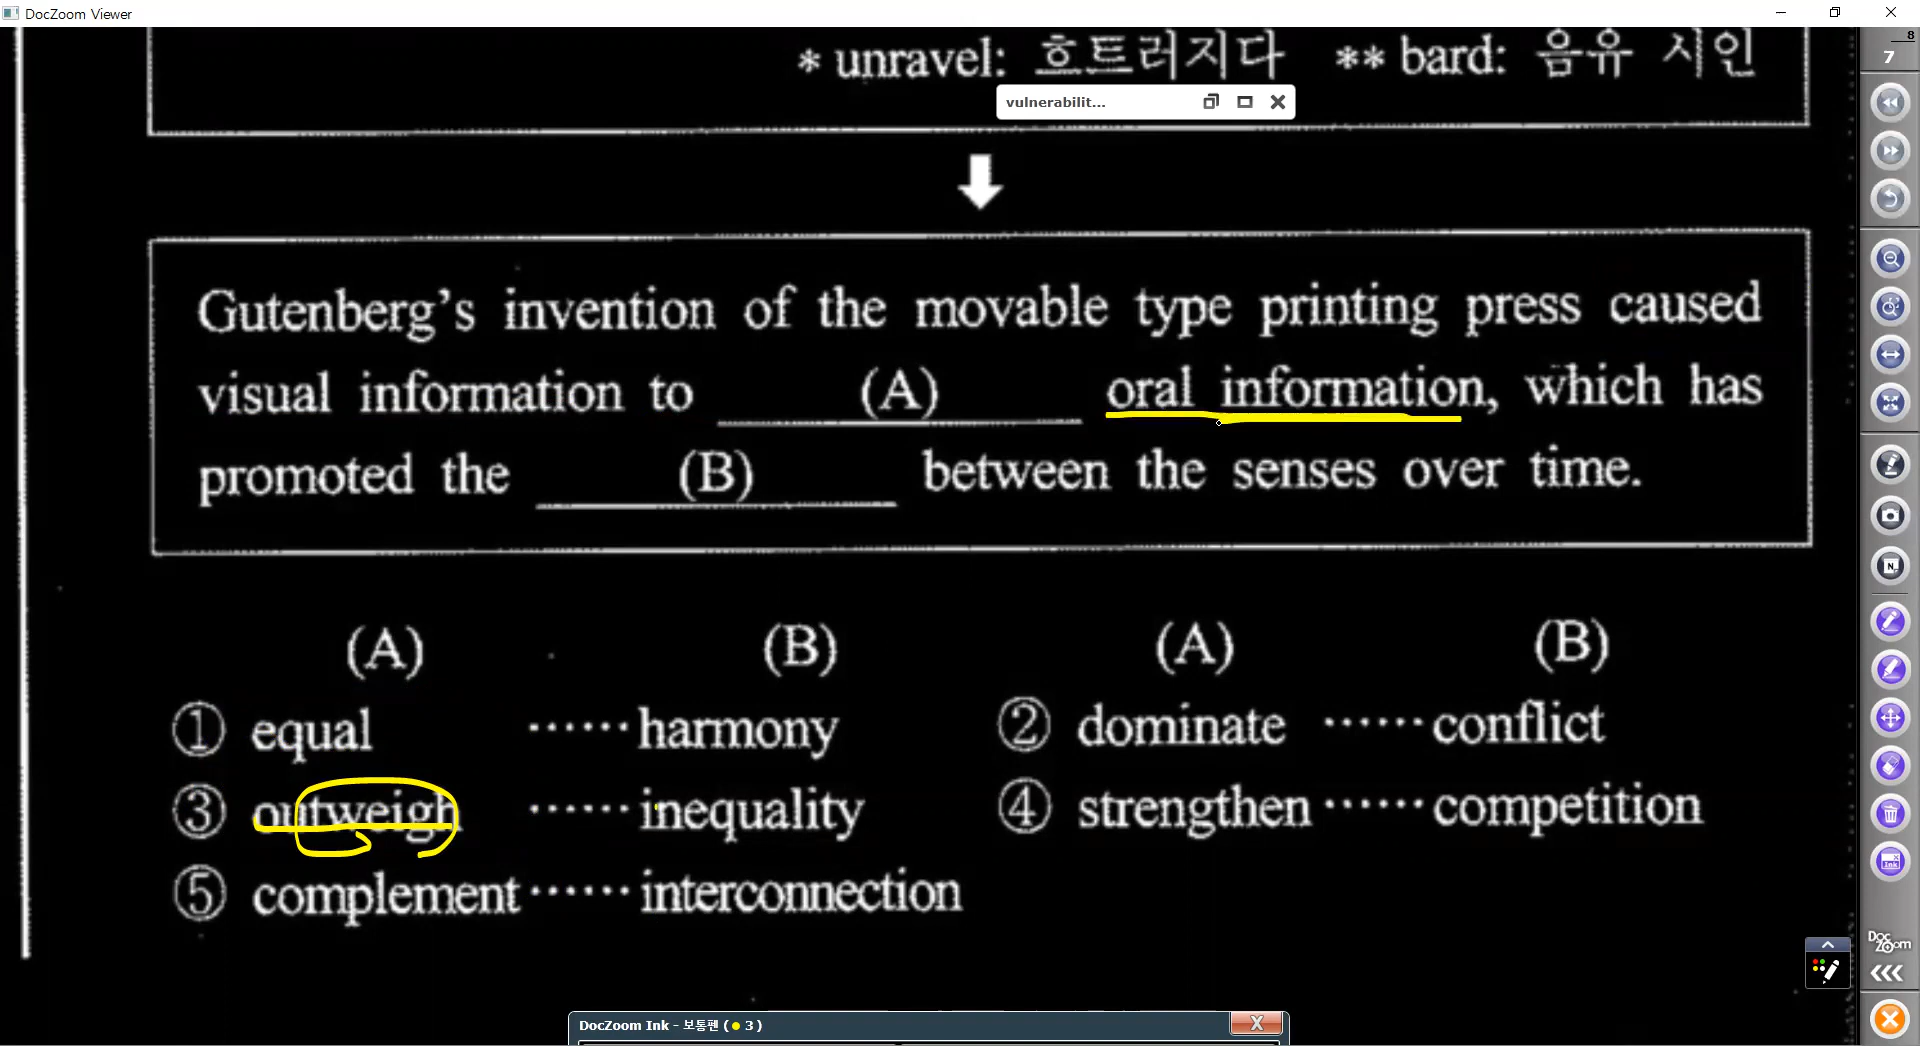 DocZoom Viewer
* unravel: 흐트러지다 ** bard: 음유 시인
8
7
vulnerabilit...
Gutenberg's invention of the movable type printing press caused
visual information to (A) oral information, which has
promoted the (B) between the senses over time.
(A) (B) (A) (B)
① equal ······ harmony ② dominate ······ conflict
③ outweigh ······ inequality ④ strengthen ······ competition
⑤ complement ······ interconnection
Doc
Zoom
DocZoom Ink - 보통펜 ( 3 )